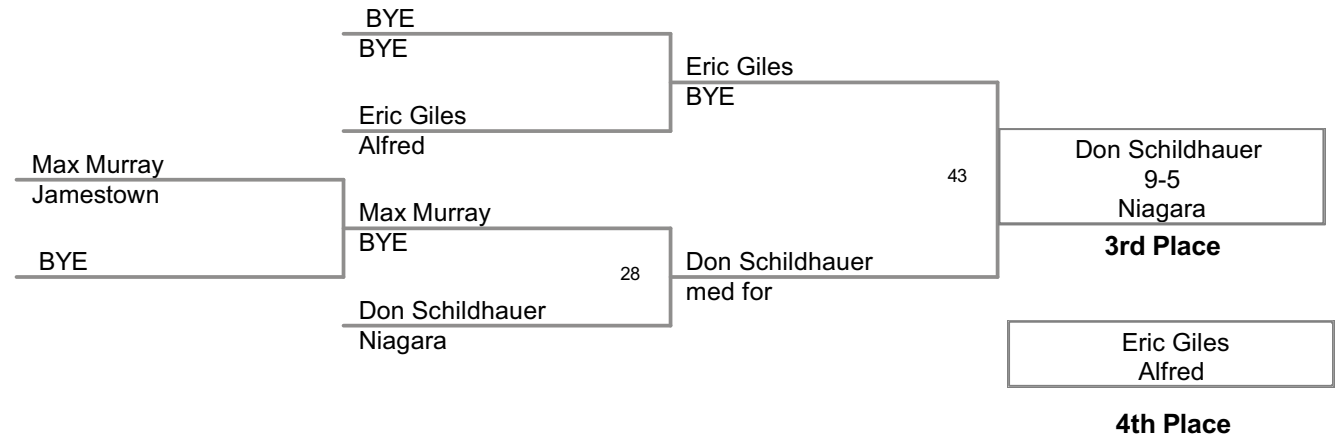 BYE
BYE
Eric Giles
BYE
Eric Giles
Alfred
Max Murray
Jamestown
BYE
Max Murray
BYE
28
Don Schildhauer
Niagara
Don Schildhauer
med for
43
Don Schildhauer
9-5
Niagara
3rd Place
Eric Giles
Alfred
4th Place